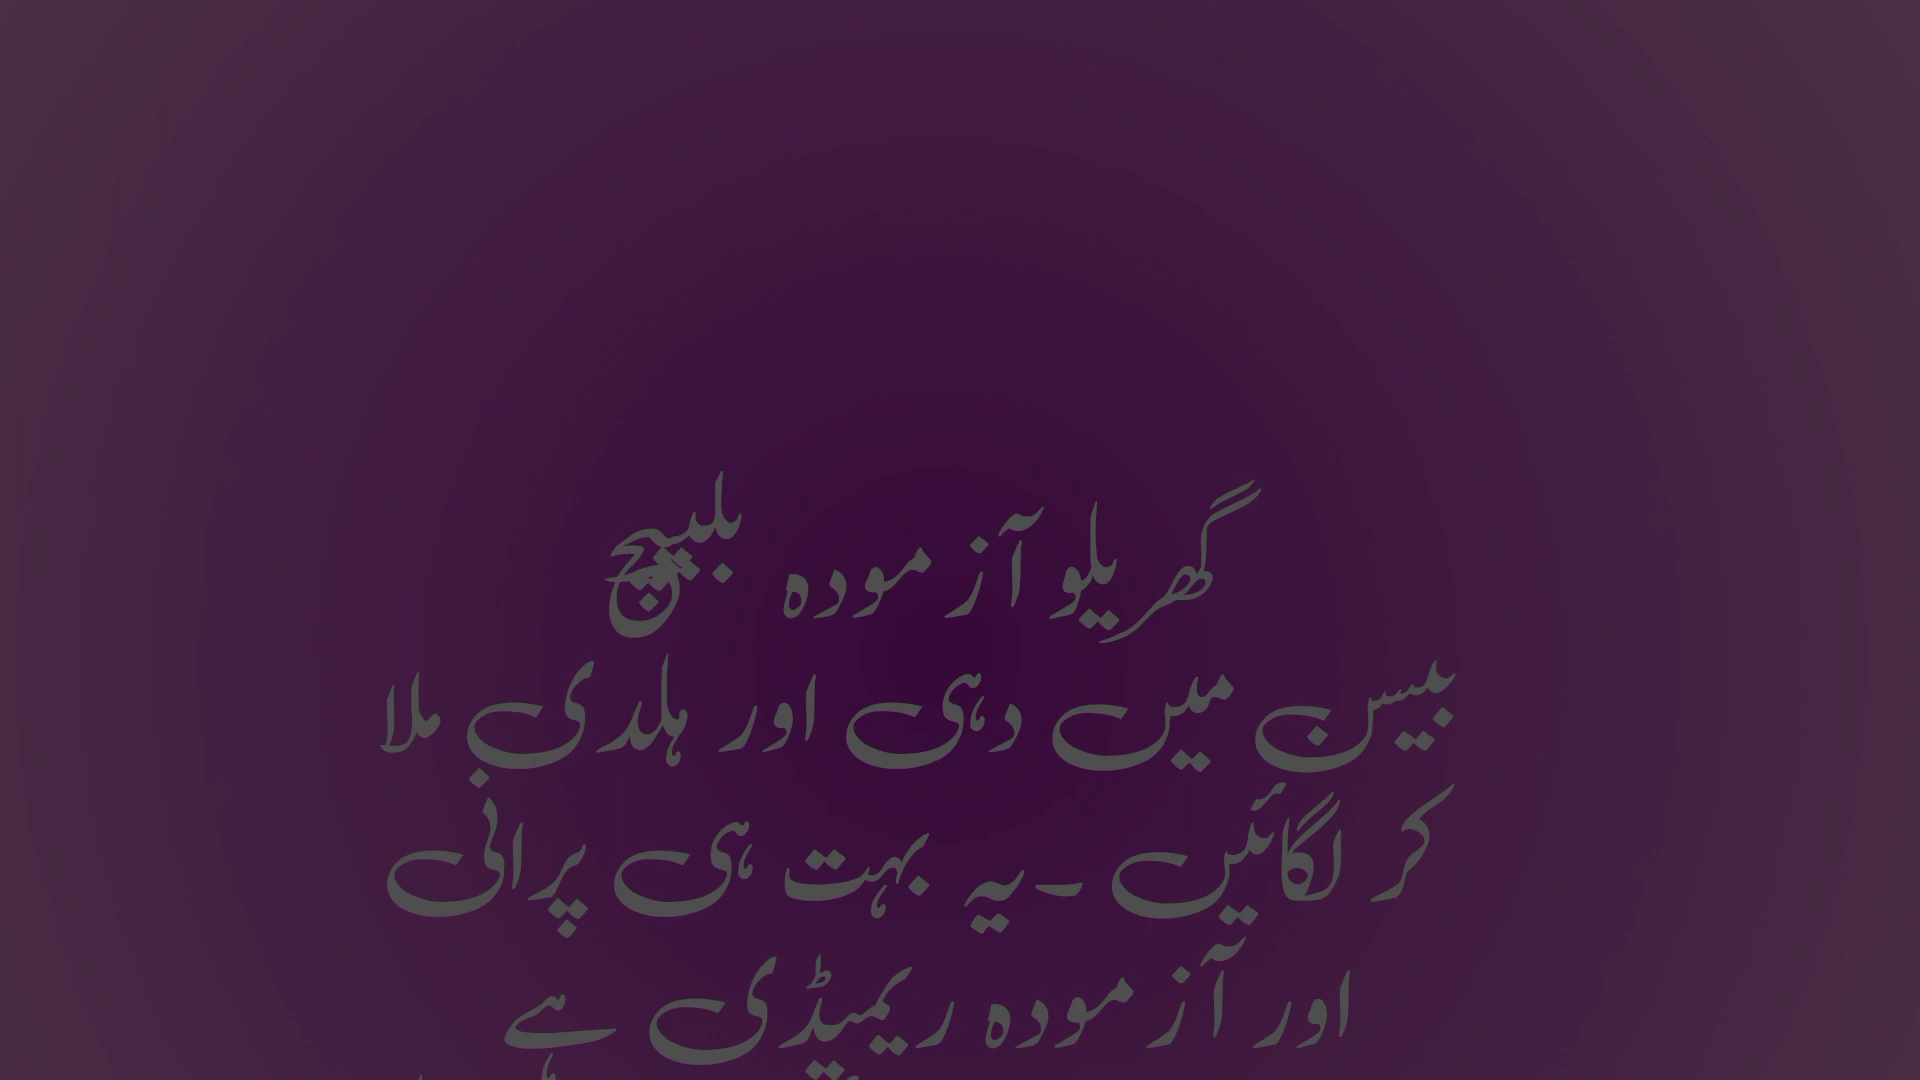 گھریلو آزمودہ بلیچ
بیسن میں دہی اور ہلدی ملا
کر لگائیں ۔یہ بہت ہی پرانی
اور آزمودہ ریمیڈی ہے